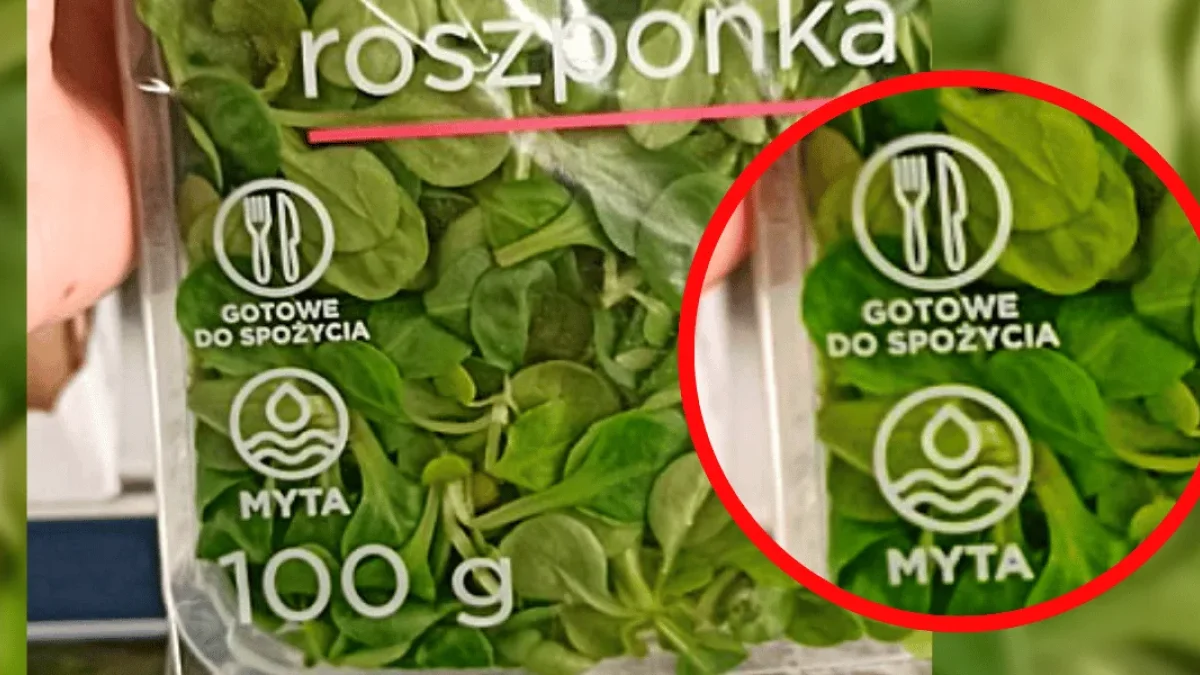 roszponka
GOTOWE
DO SPOŻYCIA
MYTA
100 g
GOTOWE
DO SPOŻYCIA
MYTA